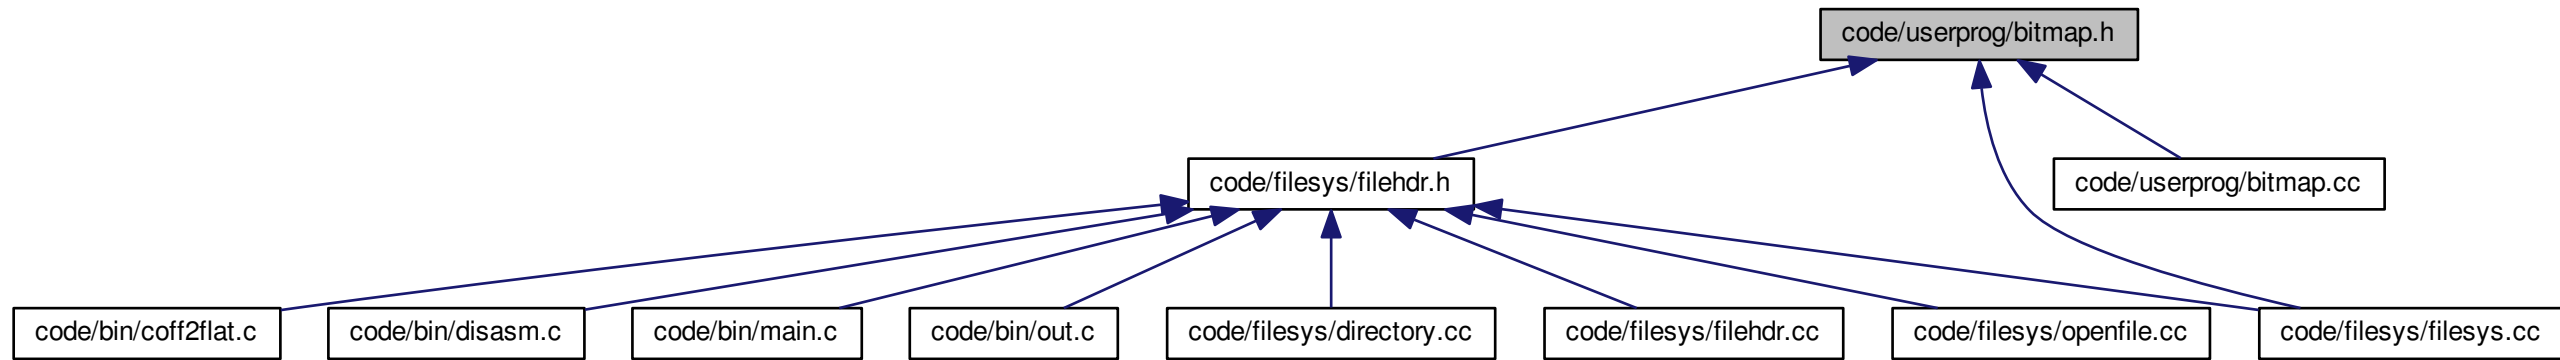 code/userprog/bitmap.h
code/filesys/filehdr.h
code/userprog/bitmap.cc
code/bin/coff2flat.c
code/bin/disasm.c
code/bin/main.c
code/bin/out.c
code/filesys/directory.cc
code/filesys/filehdr.cc
code/filesys/openfile.cc
code/filesys/filesys.cc